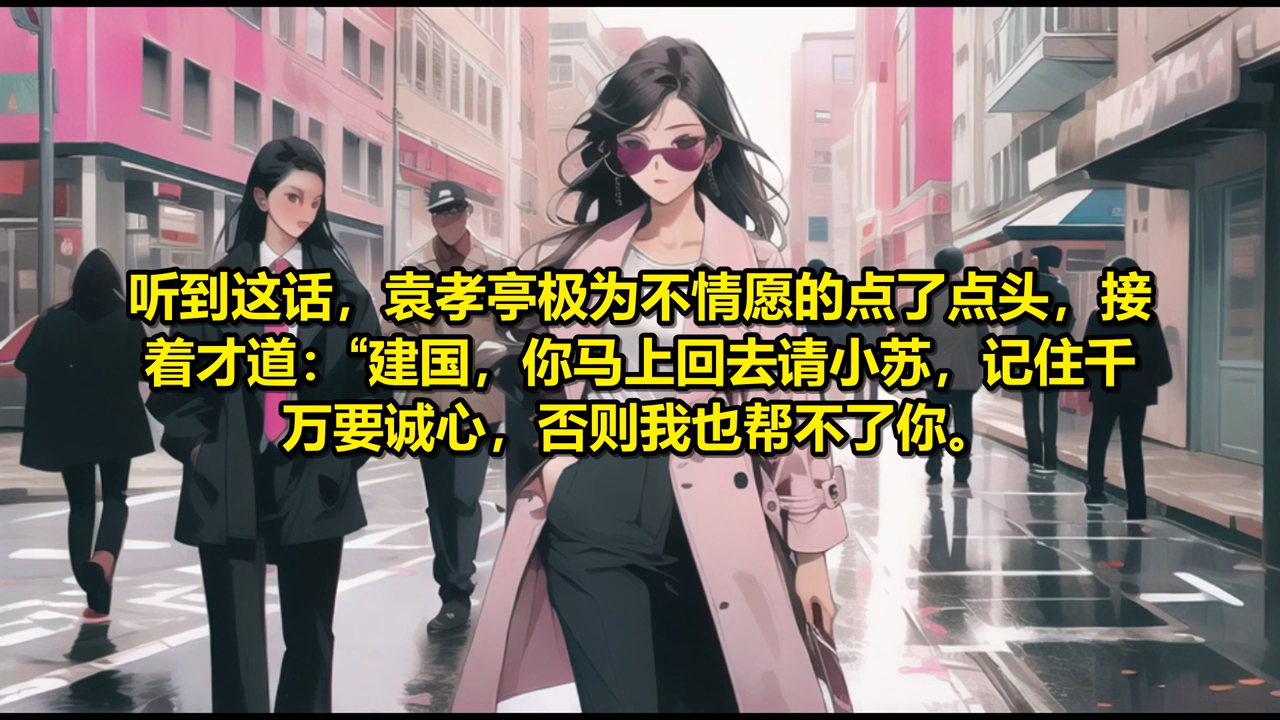 听到这话，袁孝亭极为不情愿的点了点头，接
着才道：“建国，你马上回去请小苏，记住千
万要诚心，否则我也帮不了你。